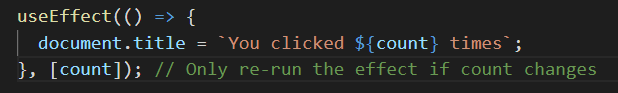 useEffect(() => {
  document.title = `You clicked ${count} times`;
}, [count]); // Only re-run the effect if count changes